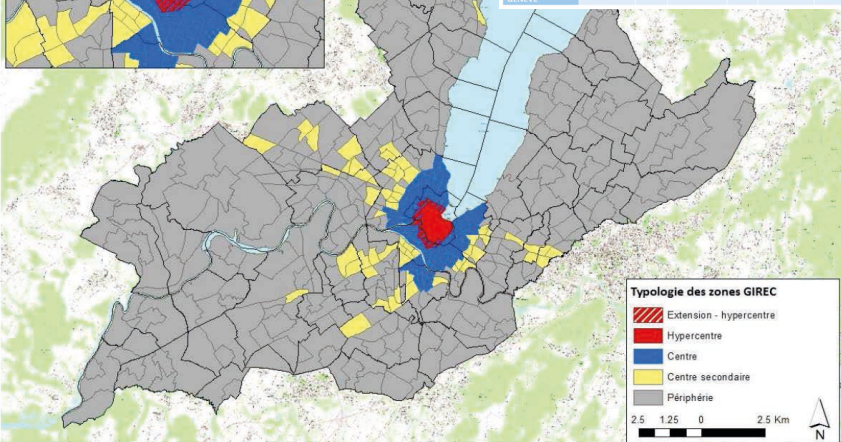 GENÈVE
Typologie des zones GIREC
Extension - hypercentre
Hypercentre
Centre
Centre secondaire
Périphérie
2.5 1.25 0 2.5 Km
N